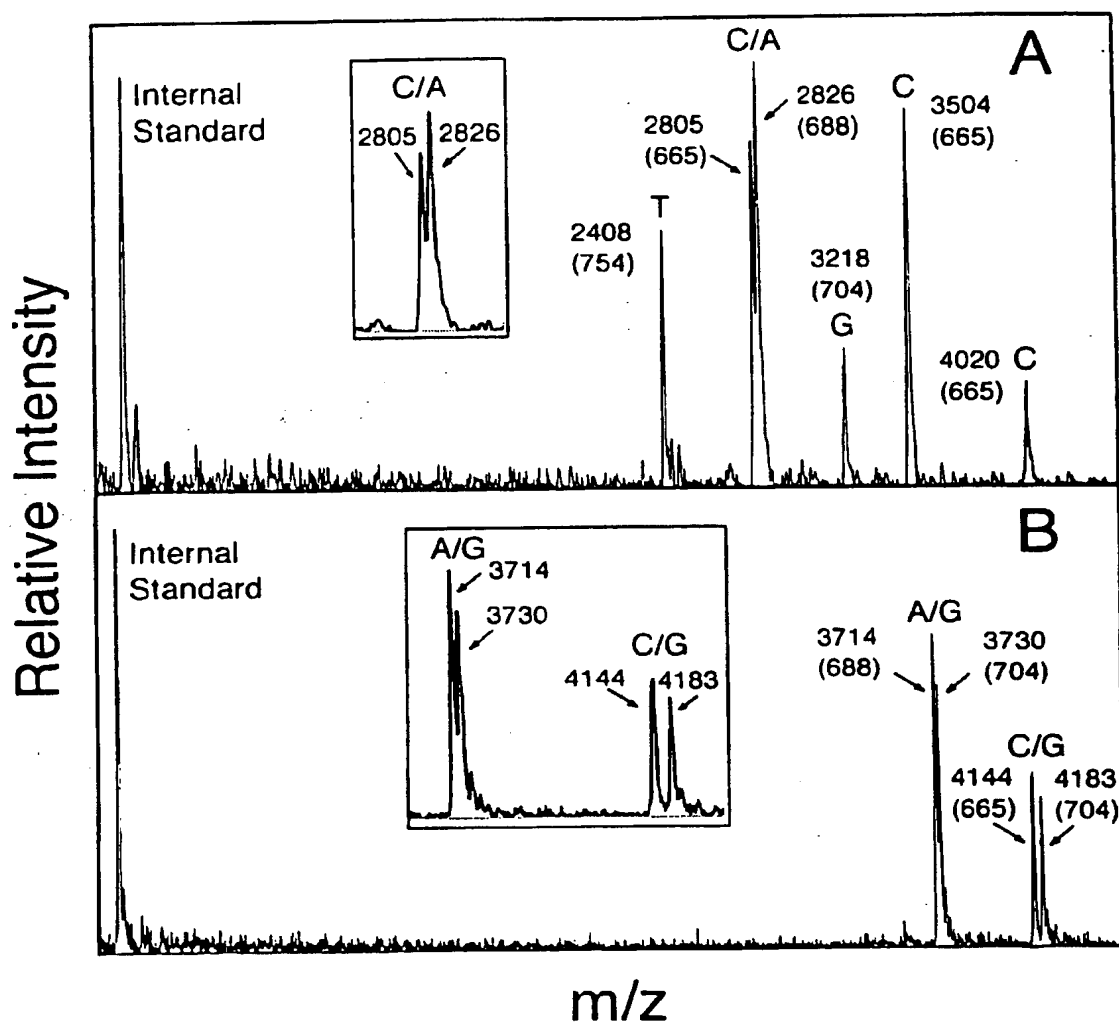 Relative Intensity
A
Internal
Standard
C/A
2805
2826
C/A
2805
(665)
2826
(688)
T
2408
(754)
3218
(704)
G
C
3504
(665)
4020
(665)
C
B
Internal
Standard
A/G
3714
3730
C/G
4144
4183
A/G
3714
(688)
3730
(704)
C/G
4144
(665)
4183
(704)
m/z